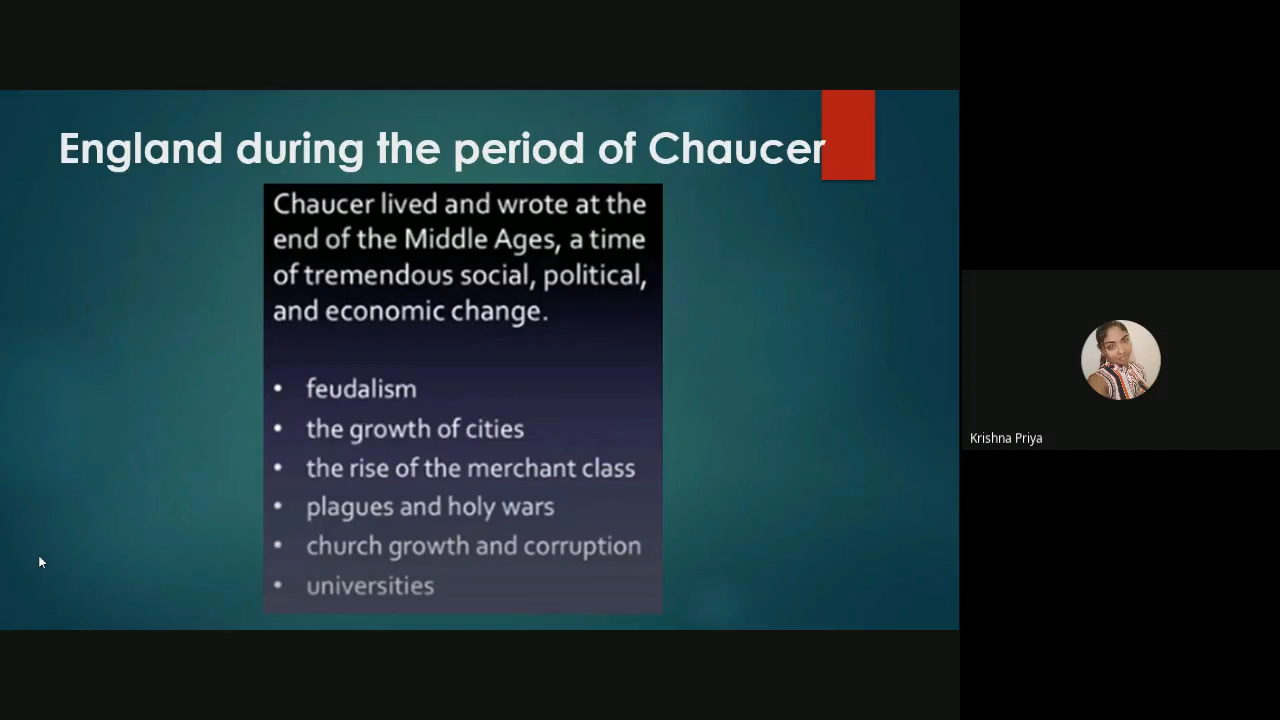 England during the period of Chaucer
Chaucer lived and wrote at the
end of the Middle Ages, a time
of tremendous social, political,
and economic change.
• feudalism
• the growth of cities
• the rise of the merchant class
• plagues and holy wars
• church growth and corruption
• universities
Krishna Priya